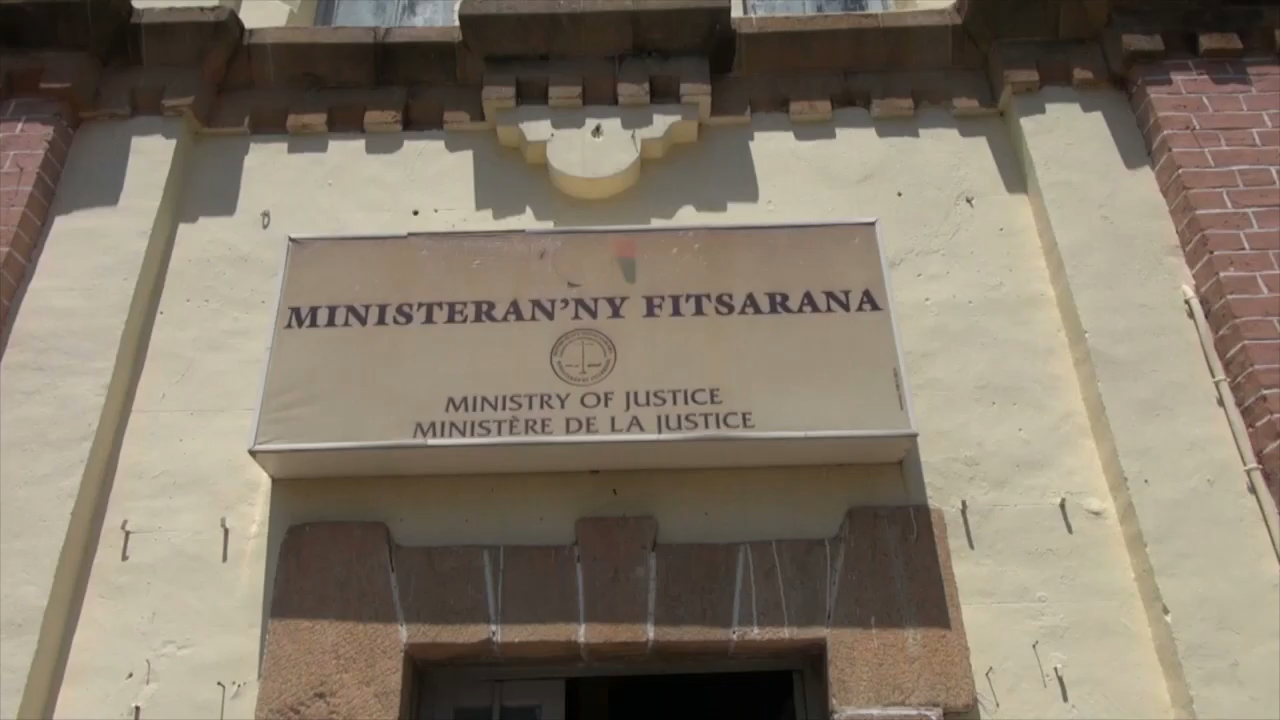 MINISTERAN'NY FITSARANA
MINISTRY OF JUSTICE
MINISTÈRE DE LA JUSTICE